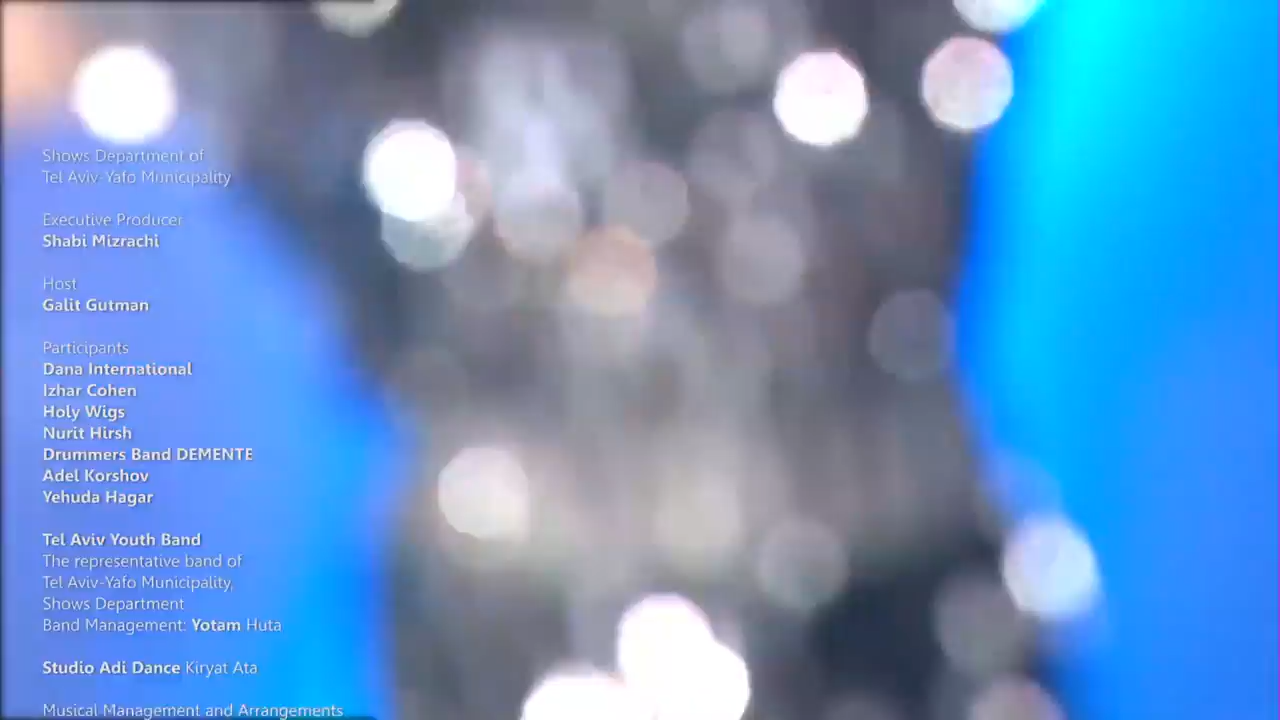 Shows Department of
Tel Aviv-Yafo Municipality
Executive Producer
Shabi Mizrachi
Host
Galit Gutman
Participants
Dana International
Izhar Cohen
Holy Wigs
Nurit Hirsh
Drummers Band DEMENTE
Adel Korshov
Yehuda Hagar
Tel Aviv Youth Band
The representative band of
Tel Aviv-Yafo Municipality,
Shows Department
Band Management: Yotam Huta
Studio Adi Dance Kiryat Ata
Musical Management and Arrangements